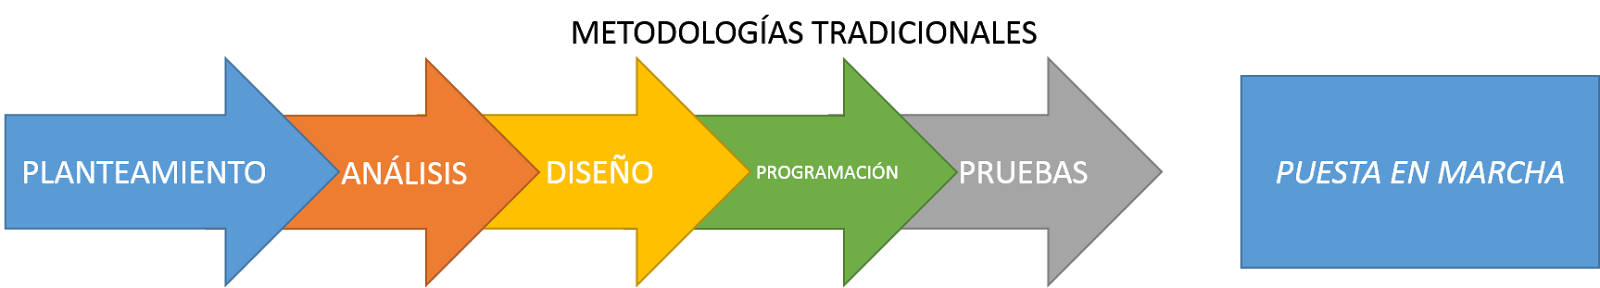 METODOLOGÍAS TRADICIONALES
PLANTEAMIENTO
ANÁLISIS
DISEÑO
PROGRAMACIÓN
PRUEBAS
PUESTA EN MARCHA